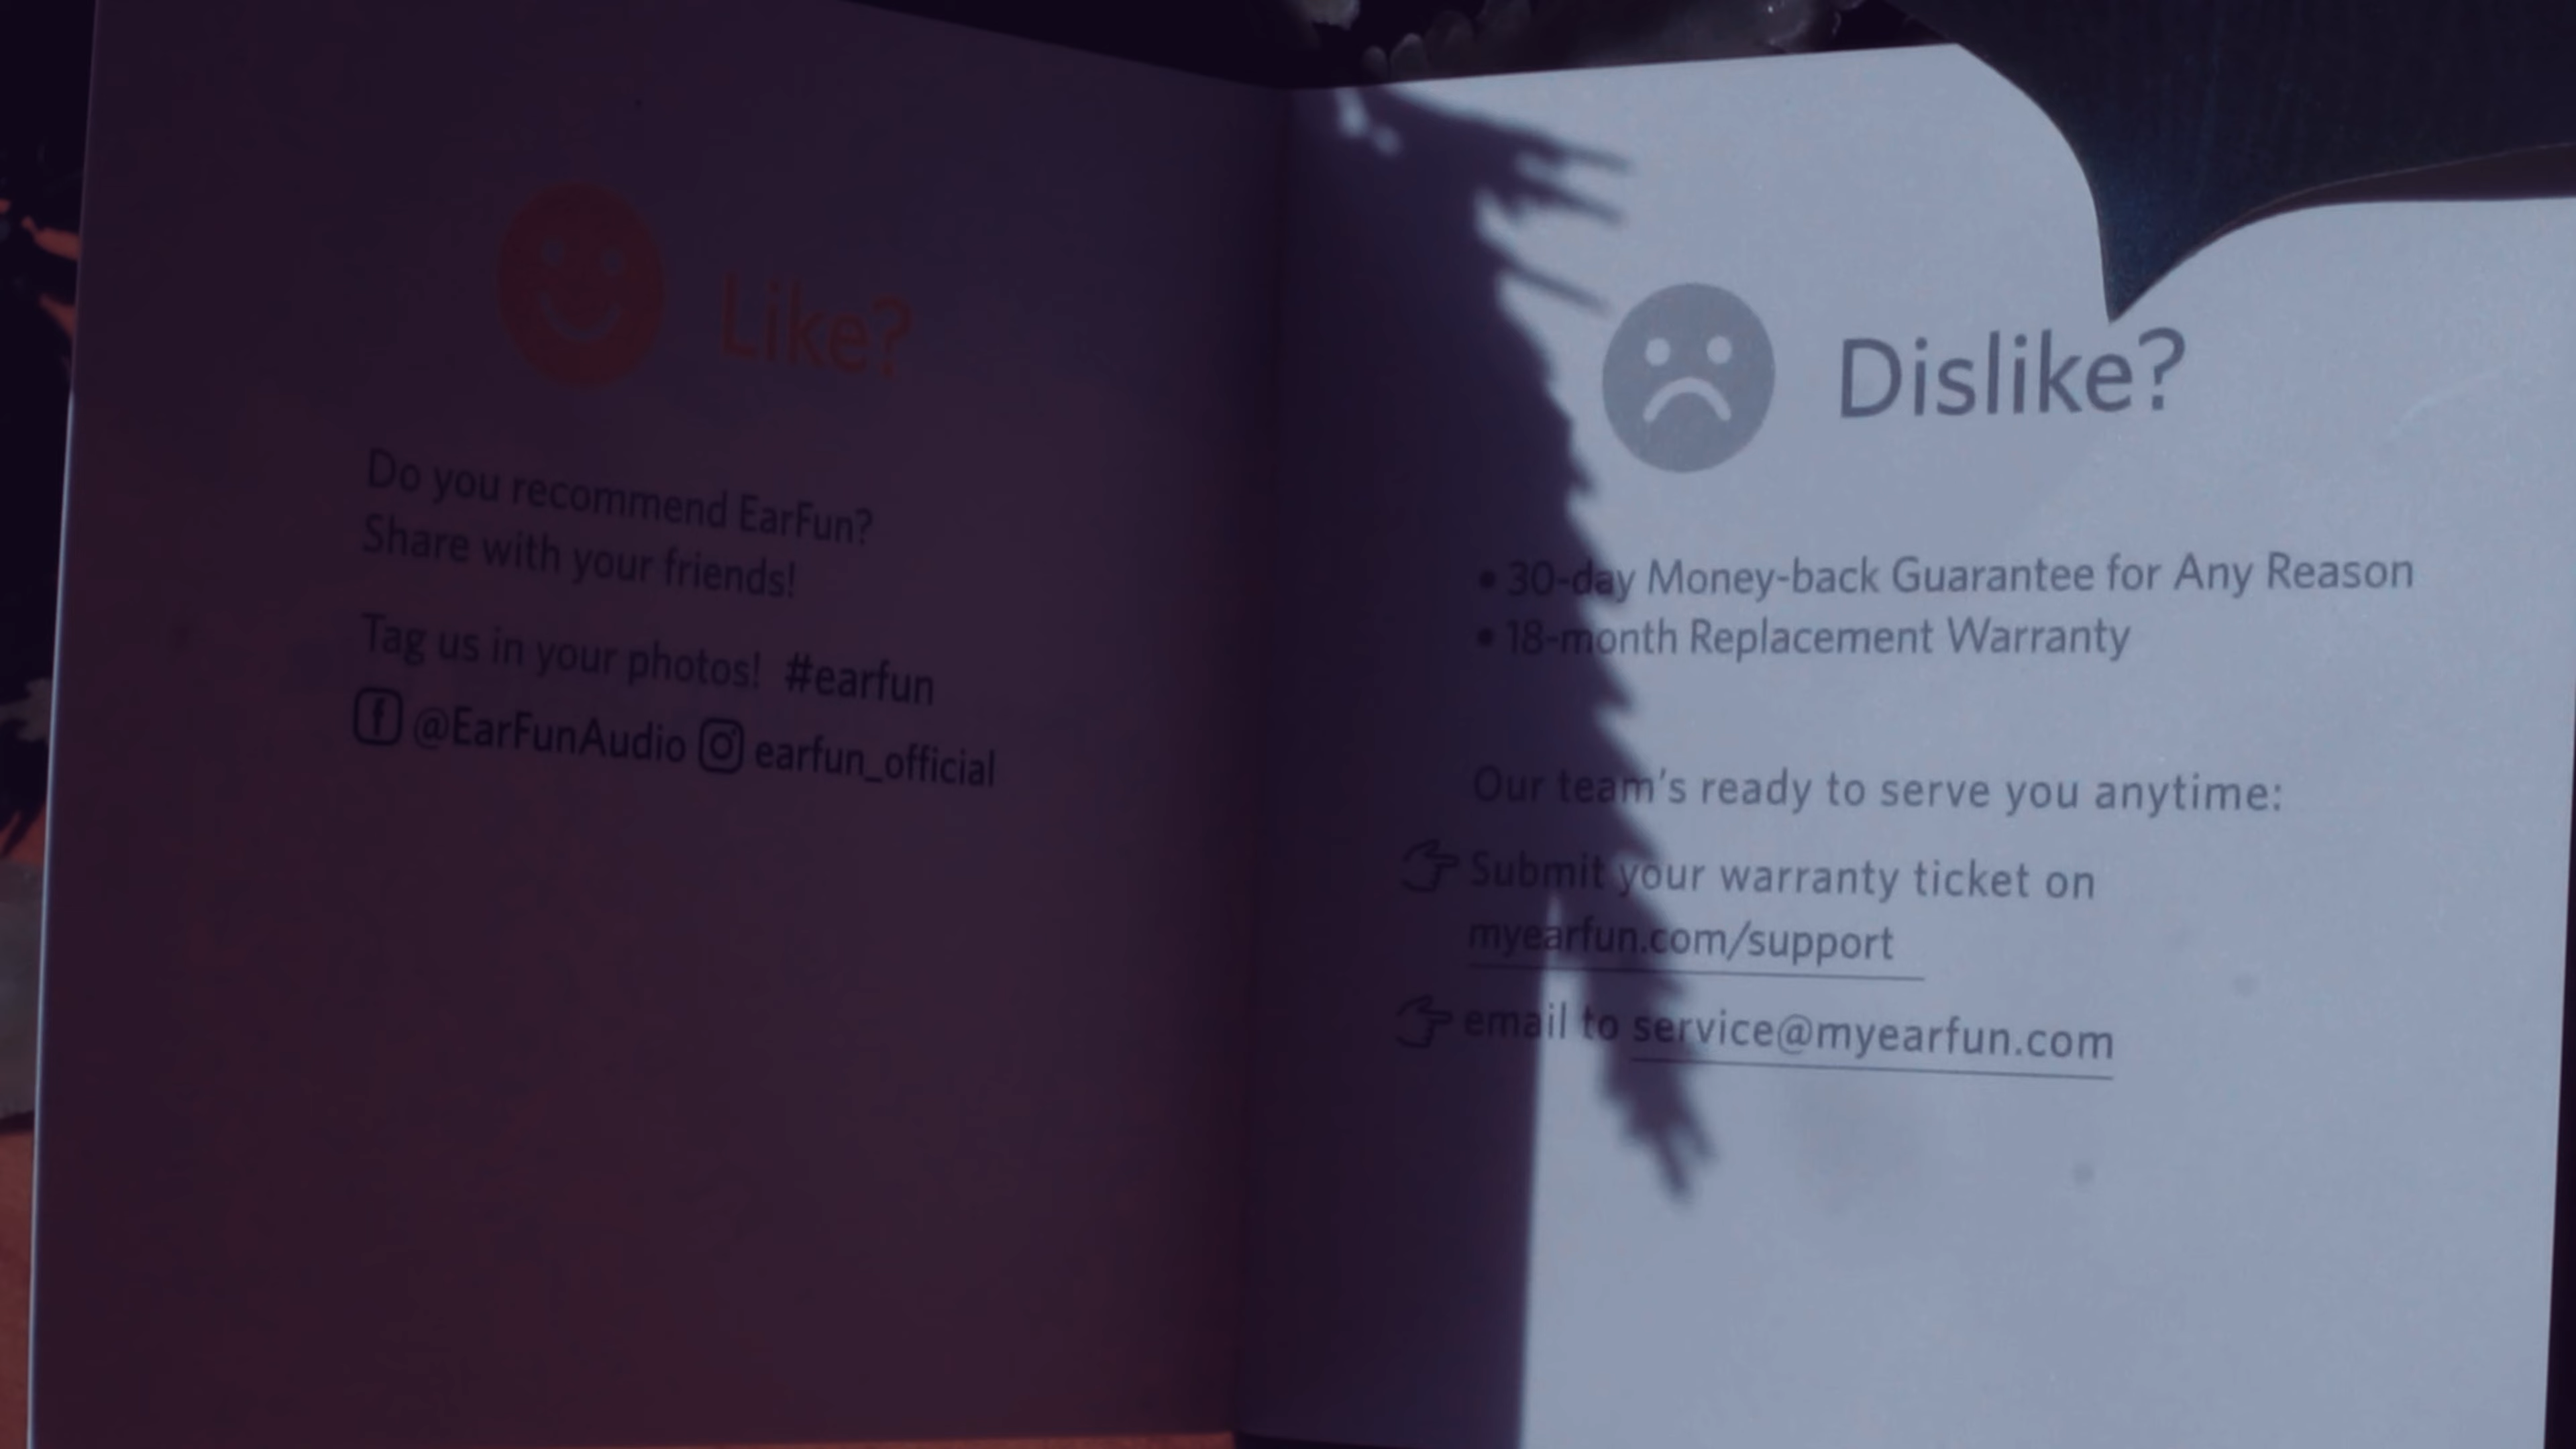 Like?
Do you recommend EarFun?
Share with your friends!
Tag us in your photos! #earfun
@EarFunAudio earfun_official
Dislike?
• 30-day Money-back Guarantee for Any Reason
• 18-month Replacement Warranty
Our team's ready to serve you anytime:
Submit your warranty ticket on
myearfun.com/support
email to service@myearfun.com